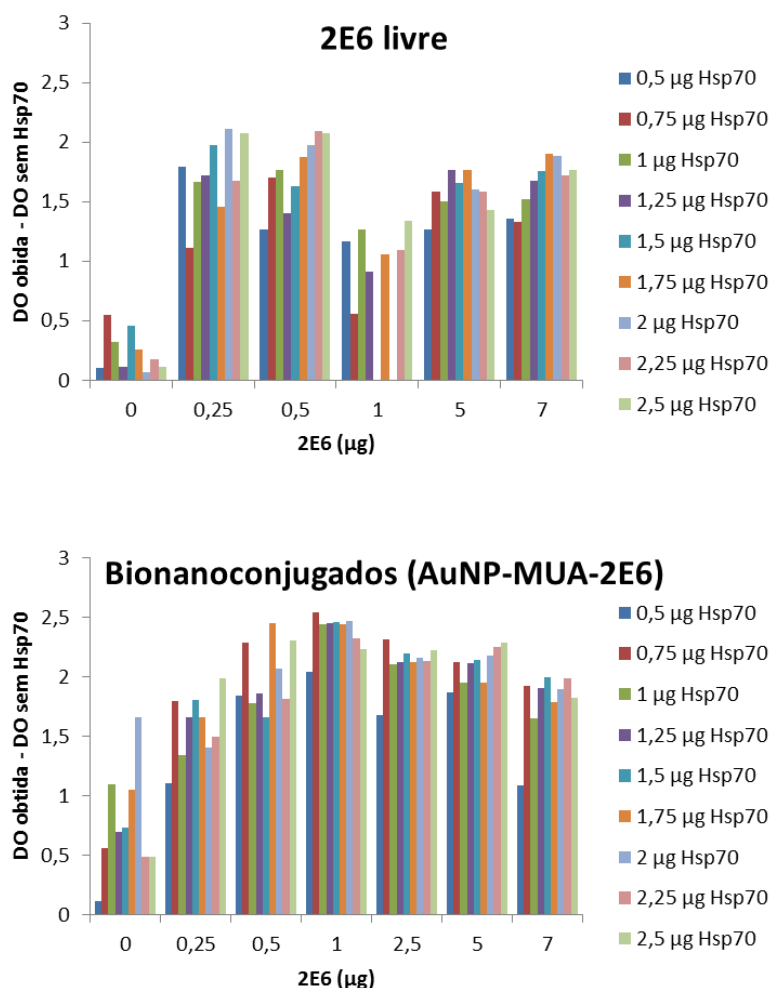 2E6 livre
DO obida - DO sem Hsp70
3
2,5
2
1,5
1
0,5
0
0 0,25 0,5 1 5 7
2E6 (µg)
0,5 µg Hsp70
0,75 µg Hsp70
1 µg Hsp70
1,25 µg Hsp70
1,5 µg Hsp70
1,75 µg Hsp70
2 µg Hsp70
2,25 µg Hsp70
2,5 µg Hsp70
Bionanoconjugados (AuNP-MUA-2E6)
DO obtida - DO sem Hsp70
3
2,5
2
1,5
1
0,5
0
0 0,25 0,5 1 2,5 5 7
2E6 (µg)
0,5 µg Hsp70
0,75 µg Hsp70
1 µg Hsp70
1,25 µg Hsp70
1,5 µg Hsp70
1,75 µg Hsp70
2 µg Hsp70
2,25 µg Hsp70
2,5 µg Hsp70